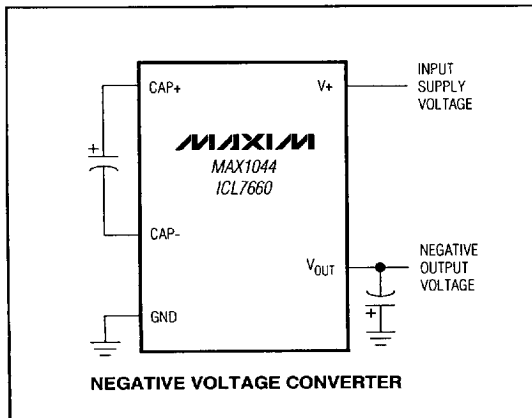 INPUT
SUPPLY
VOLTAGE
CAP+
V+
+
MAXIM
MAX1044
ICL7660
CAP-
NEGATIVE
OUTPUT
VOLTAGE
VOUT
+
GND
NEGATIVE VOLTAGE CONVERTER